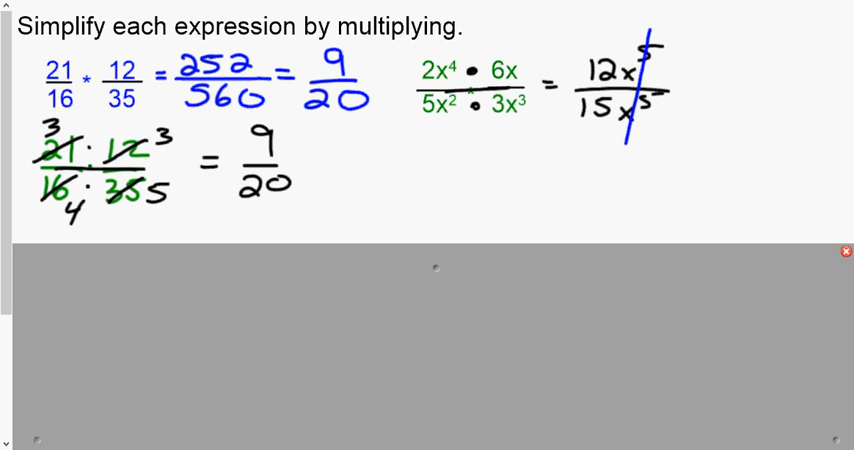 Simplify each expression by multiplying.
21/16 * 12/35 = 252/560 = 9/20
2x⁴ • 6x / 5x² • 3x³ = 12x⁵ / 15x⁵
3 21 · 12 3 / 4 16 · 35 5 = 9/20